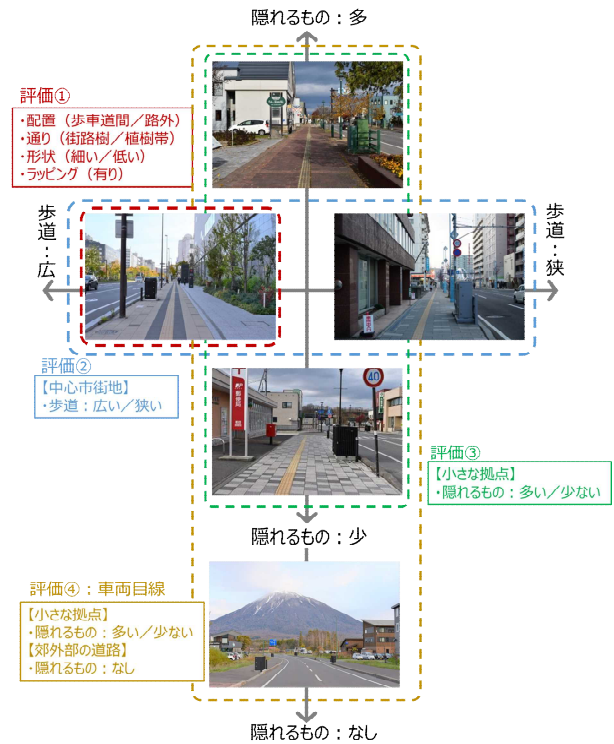 隠れるもの：多
評価①
・配置（歩車道間／路外）
・通り（街路樹／植樹帯）
・形状（細い／低い）
・ラッピング（有り）
歩道：広
歩道：狭
評価②
【中心市街地】
・歩道：広い／狭い
郵便局
40
評価③
【小さな拠点】
・隠れるもの：多い／少ない
隠れるもの：少
評価④：車両目線
【小さな拠点】
・隠れるもの：多い／少ない
【郊外部の道路】
・隠れるもの：なし
隠れるもの：なし